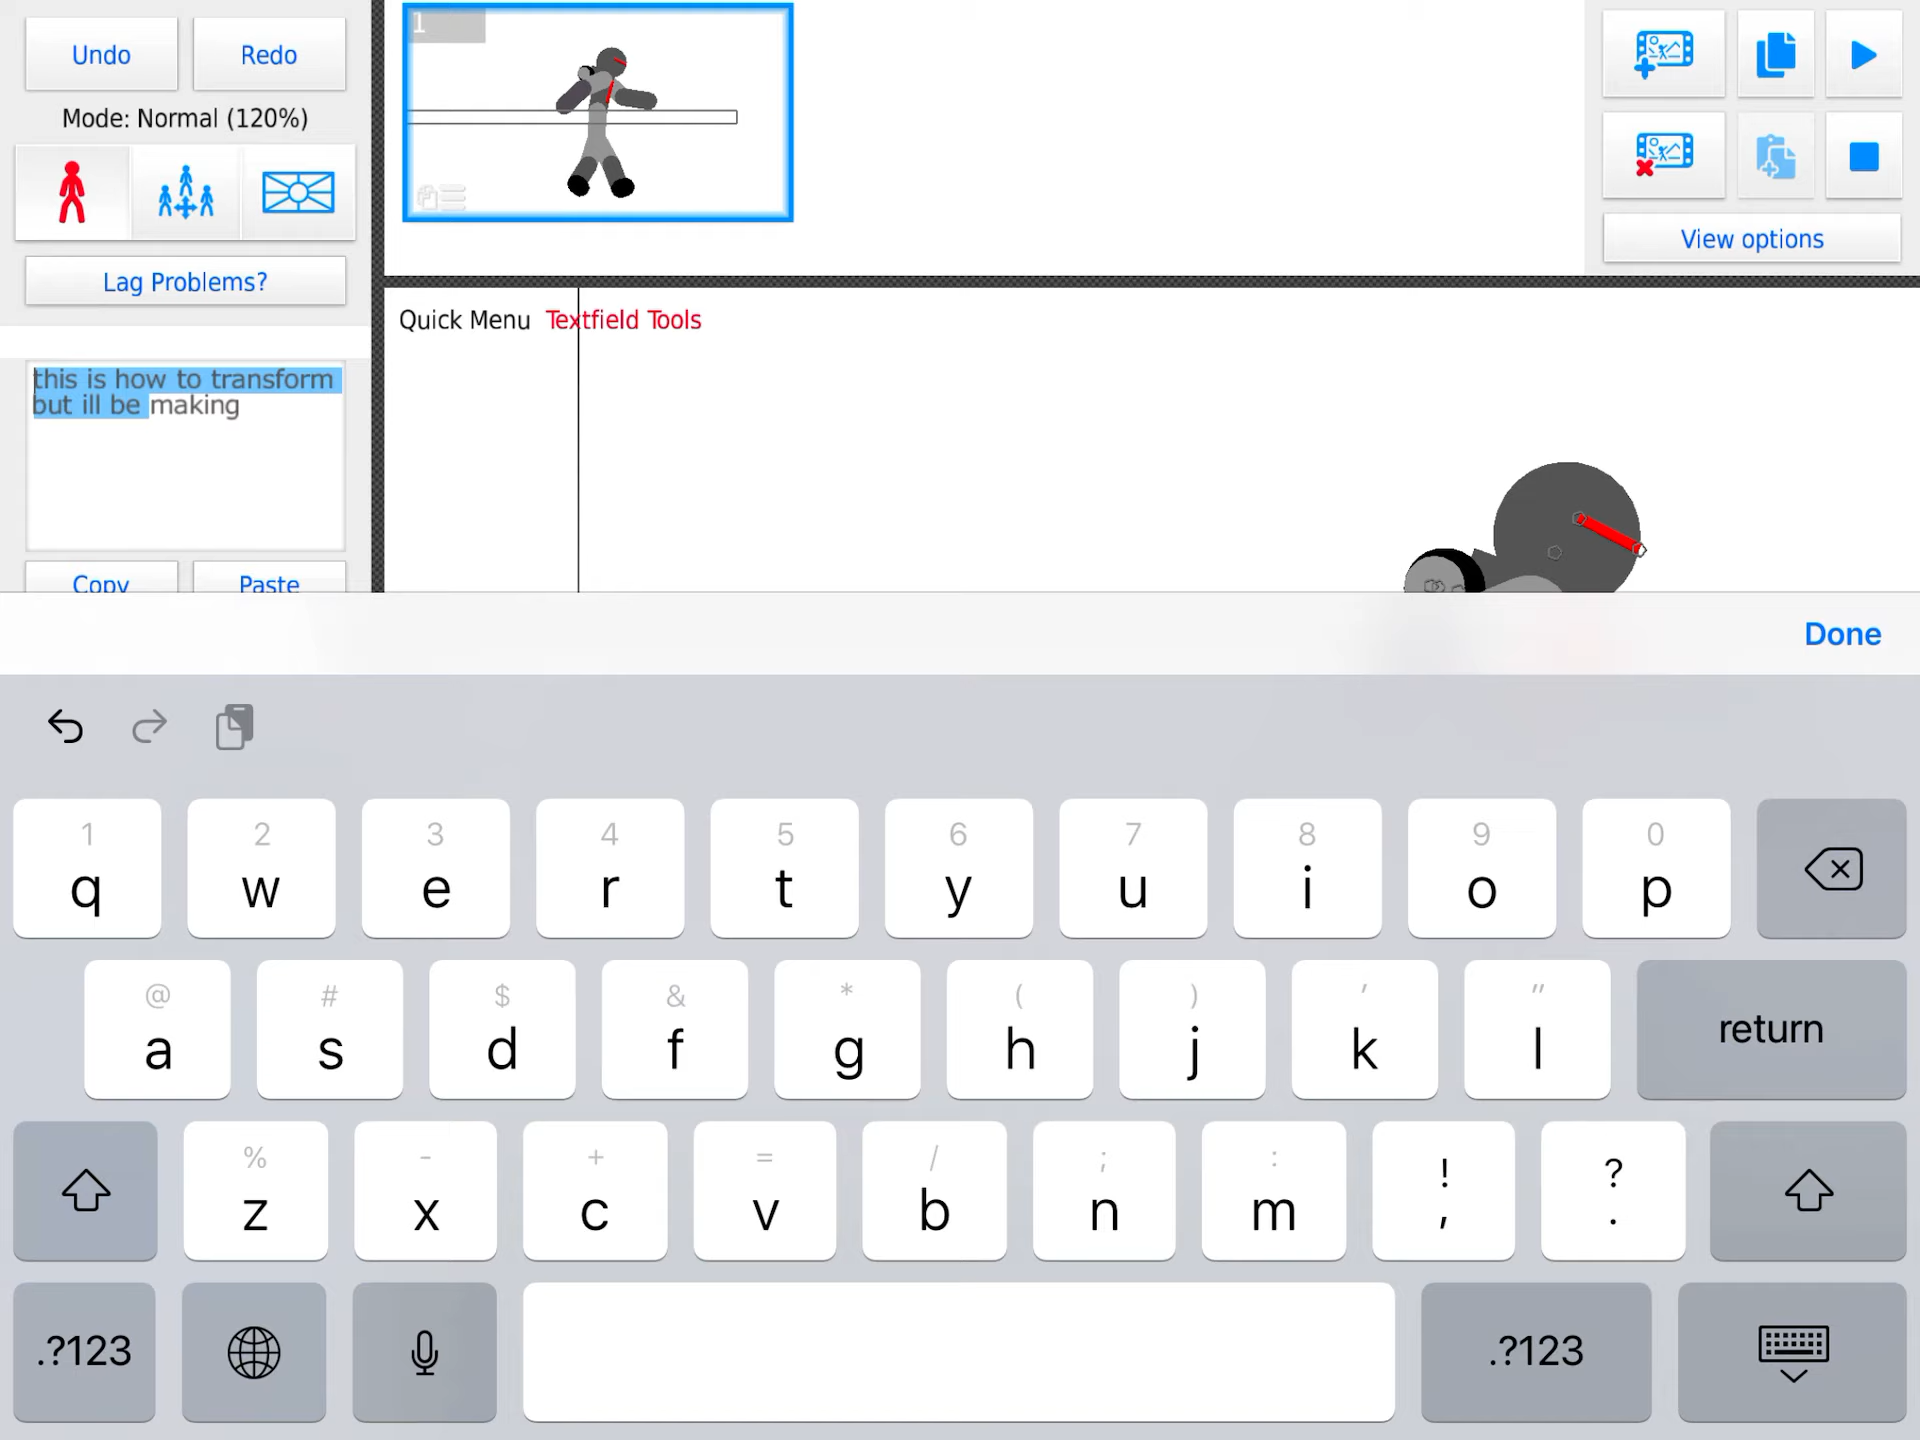 Undo
Redo
Mode: Normal (120%)
Lag Problems?
this is how to transform
but ill be making
Copy
Paste
1
View options
Quick Menu
Textfield Tools
Done
1 2 3 4 5 6 7 8 9 0
q w e r t y u i o p
@ # $ & * ( ) ' "
a s d f g h j k l
return
% - + = / ; : ! ?
z x c v b n m , .
.?123
.?123